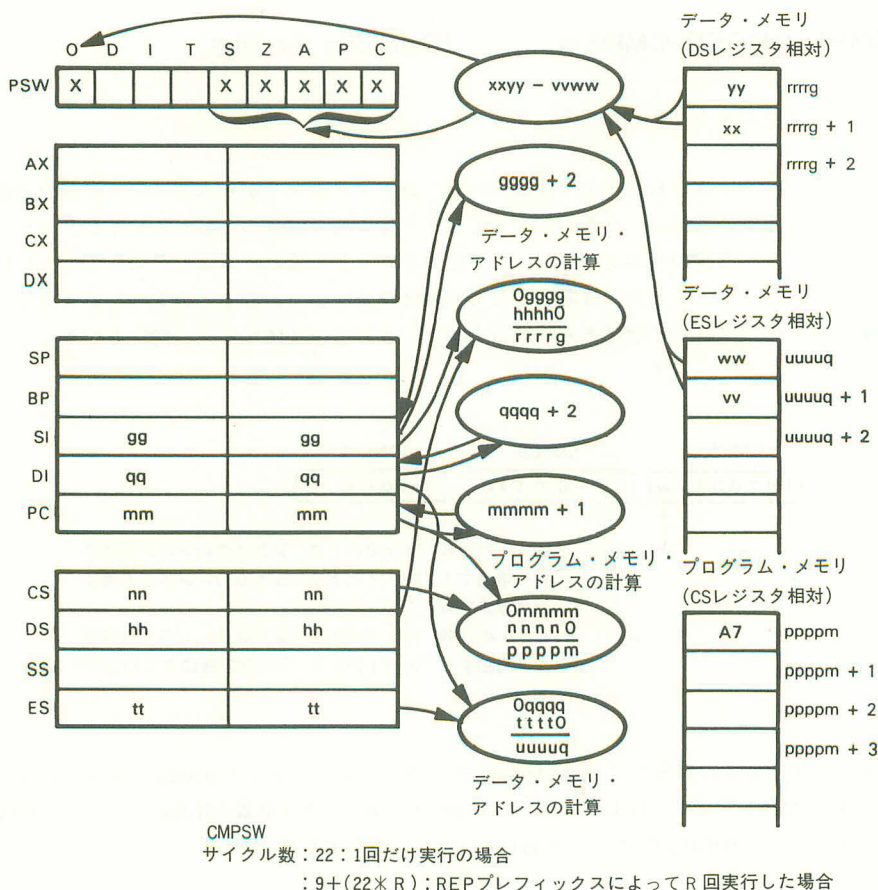 O D I T S Z A P C
PSW X X X X X X
xxyy − vvww
データ・メモリ
(DSレジスタ相対)
yy rrrrg
xx rrrrg + 1
rrrrg + 2
AX
BX
CX
DX
gggg + 2
データ・メモリ・
アドレスの計算
0gggg
hhhh0
rrrrg
データ・メモリ
(ESレジスタ相対)
ww uuuuq
vv uuuuq + 1
uuuuq + 2
SP
BP
SI gg gg
DI qq qq
PC mm mm
qqqq + 2
mmmm + 1
プログラム・メモリ・
アドレスの計算
CS nn nn
DS hh hh
SS
ES tt tt
0mmmm
nnnn0
ppppm
0qqqq
tttt0
uuuuq
データ・メモリ・
アドレスの計算
プログラム・メモリ
(CSレジスタ相対)
A7 ppppm
ppppm + 1
ppppm + 2
ppppm + 3
CMPSW
サイクル数:22:1回だけ実行の場合
:9+(22×R):REPプレフィックスによってR回実行した場合